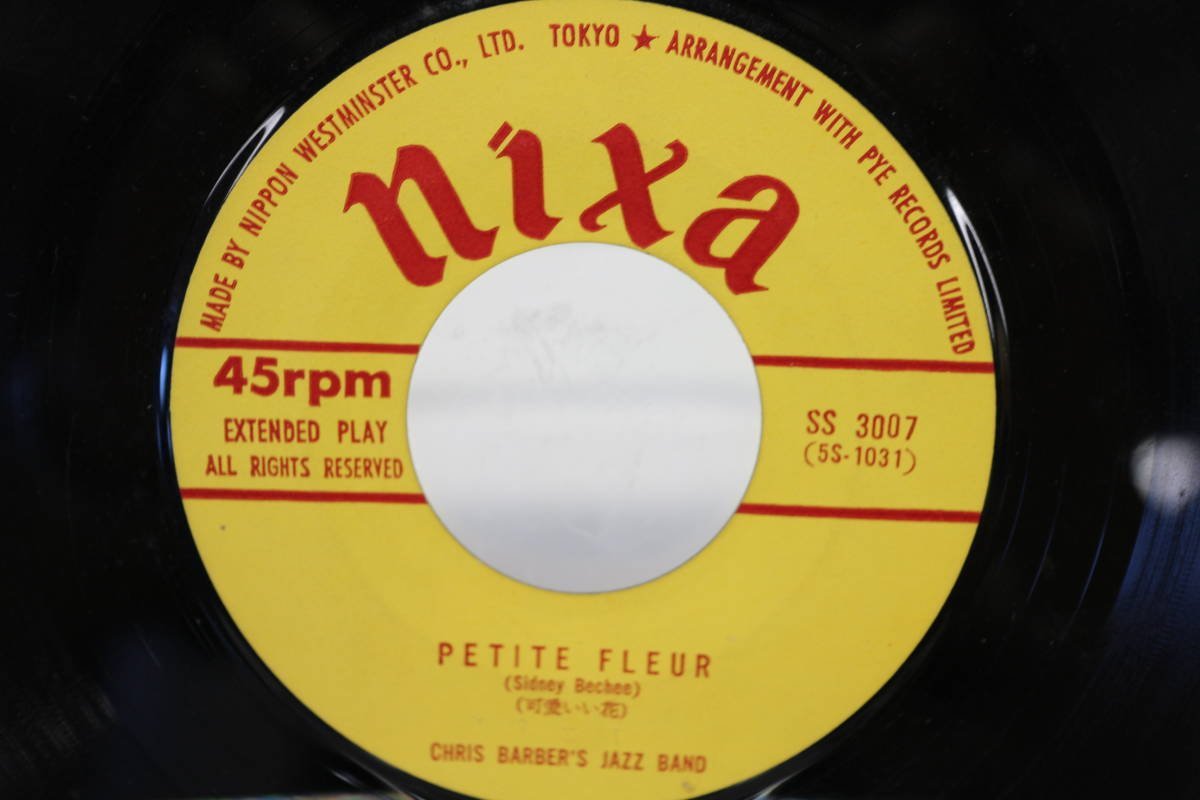 MADE BY NIPPON WESTMINSTER CO., LTD. TOKYO ★ ARRANGEMENT WITH PYE RECORDS LIMITED
nixa
45rpm
EXTENDED PLAY
ALL RIGHTS RESERVED
SS 3007
(5S-1031)
PETITE FLEUR
(Sidney Bechee)
(可愛いい花)
CHRIS BARBER'S JAZZ BAND